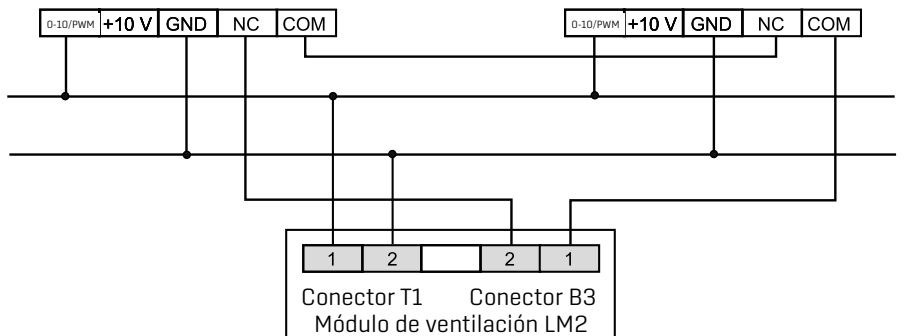 0-10/PWM +10 V GND NC COM
0-10/PWM +10 V GND NC COM
1 2 2 1
Conector T1 Conector B3
Módulo de ventilación LM2